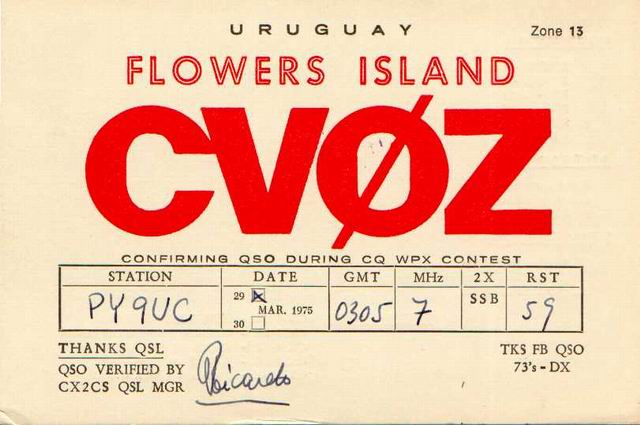 URUGUAY Zone 13
FLOWERS ISLAND
CVØZ
CONFIRMING QSO DURING CQ WPX CONTEST
STATION DATE GMT MHz 2X RST
PY9UC 29 MAR. 1975 30 0305 7 SSB 59
THANKS QSL
QSO VERIFIED BY
CX2CS QSL MGR
Ricardo
TKS FB QSO
73's - DX